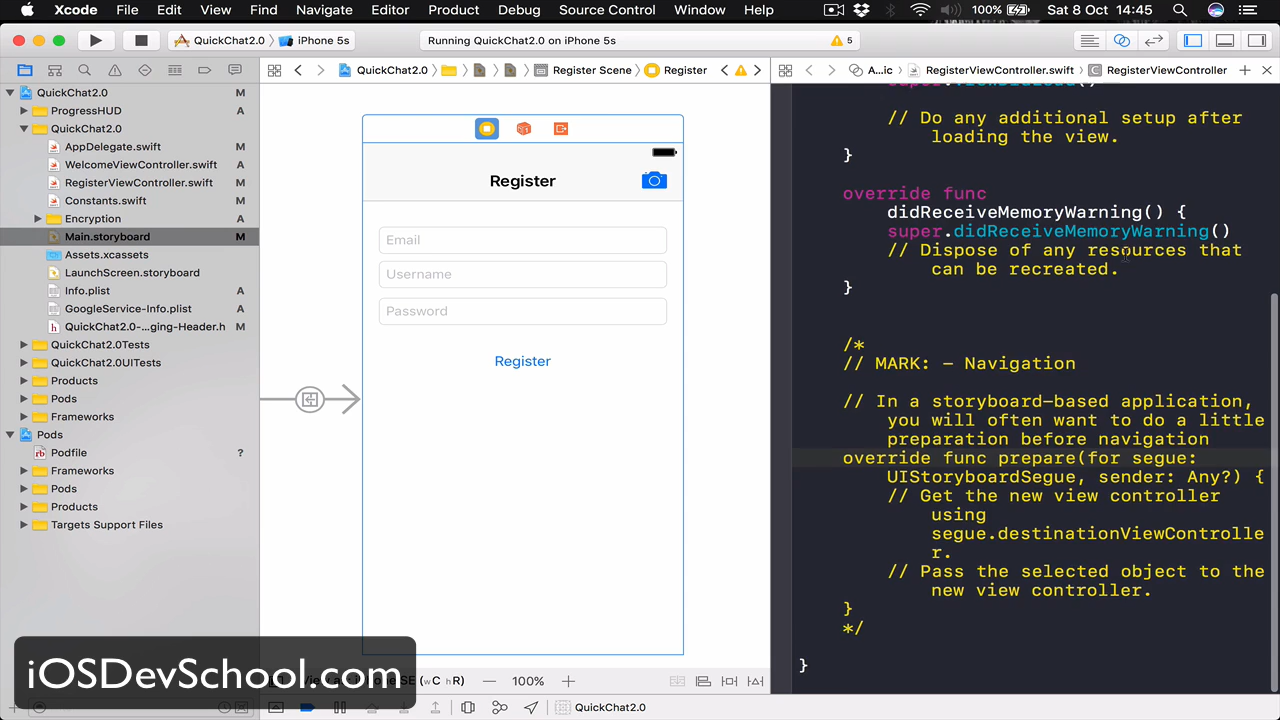 Xcode File Edit View Find Navigate Editor Product Debug Source Control Window Help 100% Sat 8 Oct 14:45
QuickChat2.0 iPhone 5s Running QuickChat2.0 on iPhone 5s 5
QuickChat2.0 Register Scene Register
A...ic RegisterViewController.swift RegisterViewController
QuickChat2.0 M
ProgressHUD A
QuickChat2.0
AppDelegate.swift M
WelcomeViewController.swift A
RegisterViewController.swift M
Constants.swift M
Encryption A
Main.storyboard M
Assets.xcassets
LaunchScreen.storyboard
Info.plist A
GoogleService-Info.plist A
QuickChat2.0-...ging-Header.h M
QuickChat2.0Tests
QuickChat2.0UITests
Products
Pods
Frameworks
Pods
Podfile ?
Frameworks
Pods
Products
Targets Support Files
Register
Email
Username
Password
Register
super.viewDidLoad()
// Do any additional setup after
loading the view.
}
override func
didReceiveMemoryWarning() {
super.didReceiveMemoryWarning()
// Dispose of any resources that
can be recreated.
}
/*
// MARK: - Navigation
// In a storyboard-based application,
you will often want to do a little
preparation before navigation
override func prepare(for segue:
UIStoryboardSegue, sender: Any?) {
// Get the new view controller
using
segue.destinationViewControlle
r.
// Pass the selected object to the
new view controller.
}
*/
}
iOSDevSchool.com
C hR) 100%
QuickChat2.0